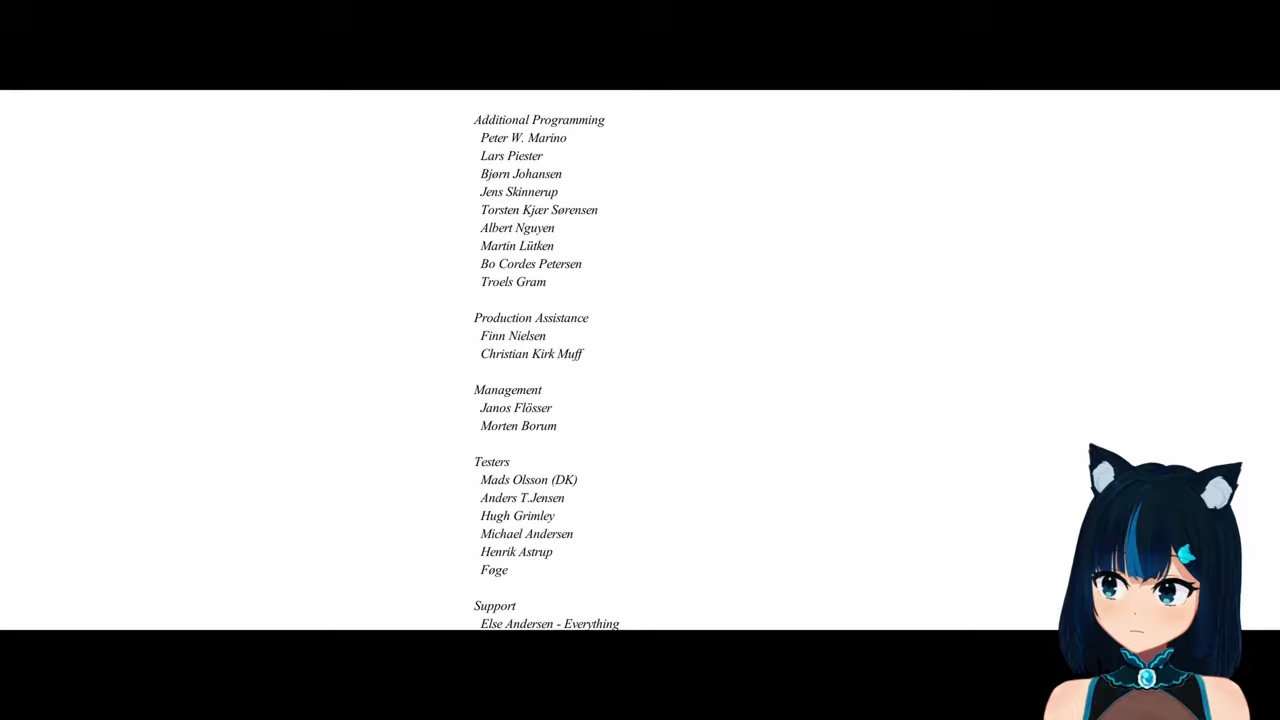 Additional Programming
Peter W. Marino
Lars Piester
Bjørn Johansen
Jens Skinnerup
Torsten Kjær Sørensen
Albert Nguyen
Martin Lütken
Bo Cordes Petersen
Troels Gram
Production Assistance
Finn Nielsen
Christian Kirk Muff
Management
Janos Flösser
Morten Borum
Testers
Mads Olsson (DK)
Anders T.Jensen
Hugh Grimley
Michael Andersen
Henrik Astrup
Føge
Support
Else Andersen - Everything